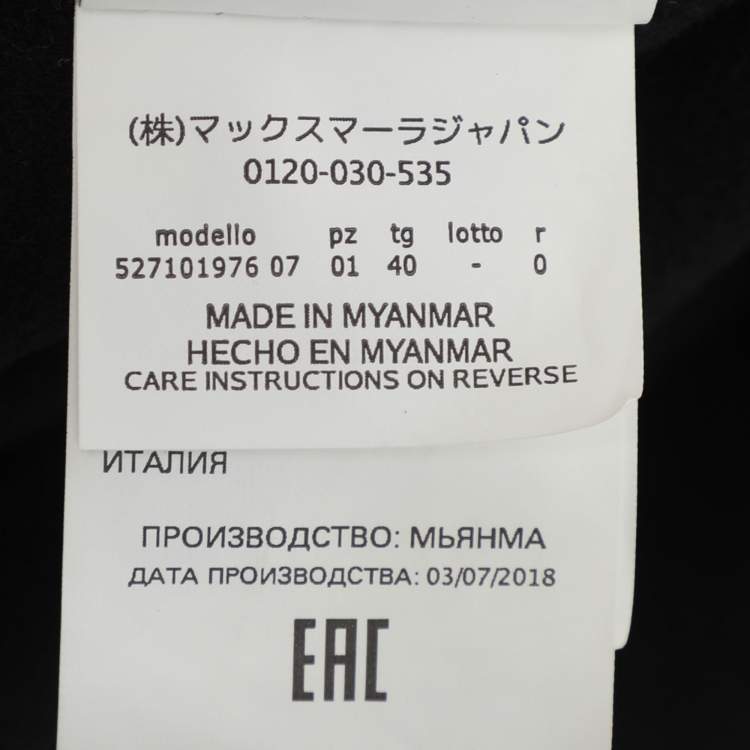 (株)マックスマーラジャパン
0120-030-535
modello pz tg lotto r
527101976 07 01 40 - 0
MADE IN MYANMAR
HECHO EN MYANMAR
CARE INSTRUCTIONS ON REVERSE
ИТАЛИЯ
ПРОИЗВОДСТВО: МЬЯНМА
ДАТА ПРОИЗВОДСТВА: 03/07/2018
EAC